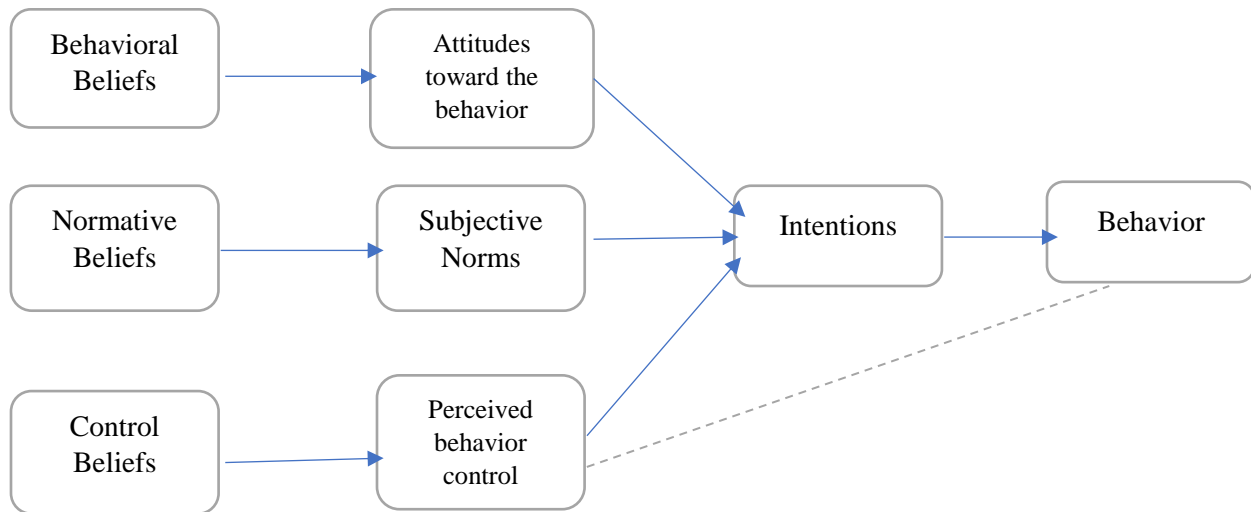 Behavioral
Beliefs
Attitudes
toward the
behavior
Normative
Beliefs
Subjective
Norms
Intentions
Behavior
Control
Beliefs
Perceived
behavior
control